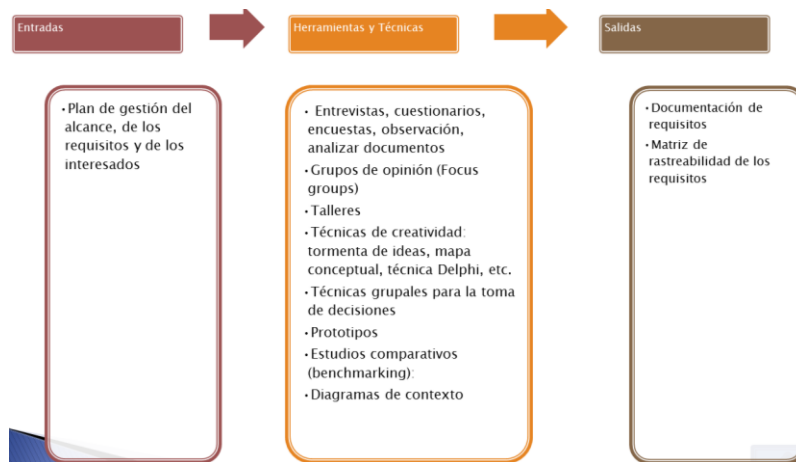 Entradas
Herramientas y Técnicas
Salidas
•Plan de gestión del
alcance, de los
requisitos y de los
interesados
• Entrevistas, cuestionarios,
encuestas, observación,
analizar documentos
•Grupos de opinión (Focus
groups)
•Talleres
•Técnicas de creatividad:
tormenta de ideas, mapa
conceptual, técnica Delphi, etc.
•Técnicas grupales para la toma
de decisiones
•Prototipos
•Estudios comparativos
(benchmarking):
•Diagramas de contexto
•Documentación de
requisitos
•Matriz de
rastreabilidad de los
requisitos